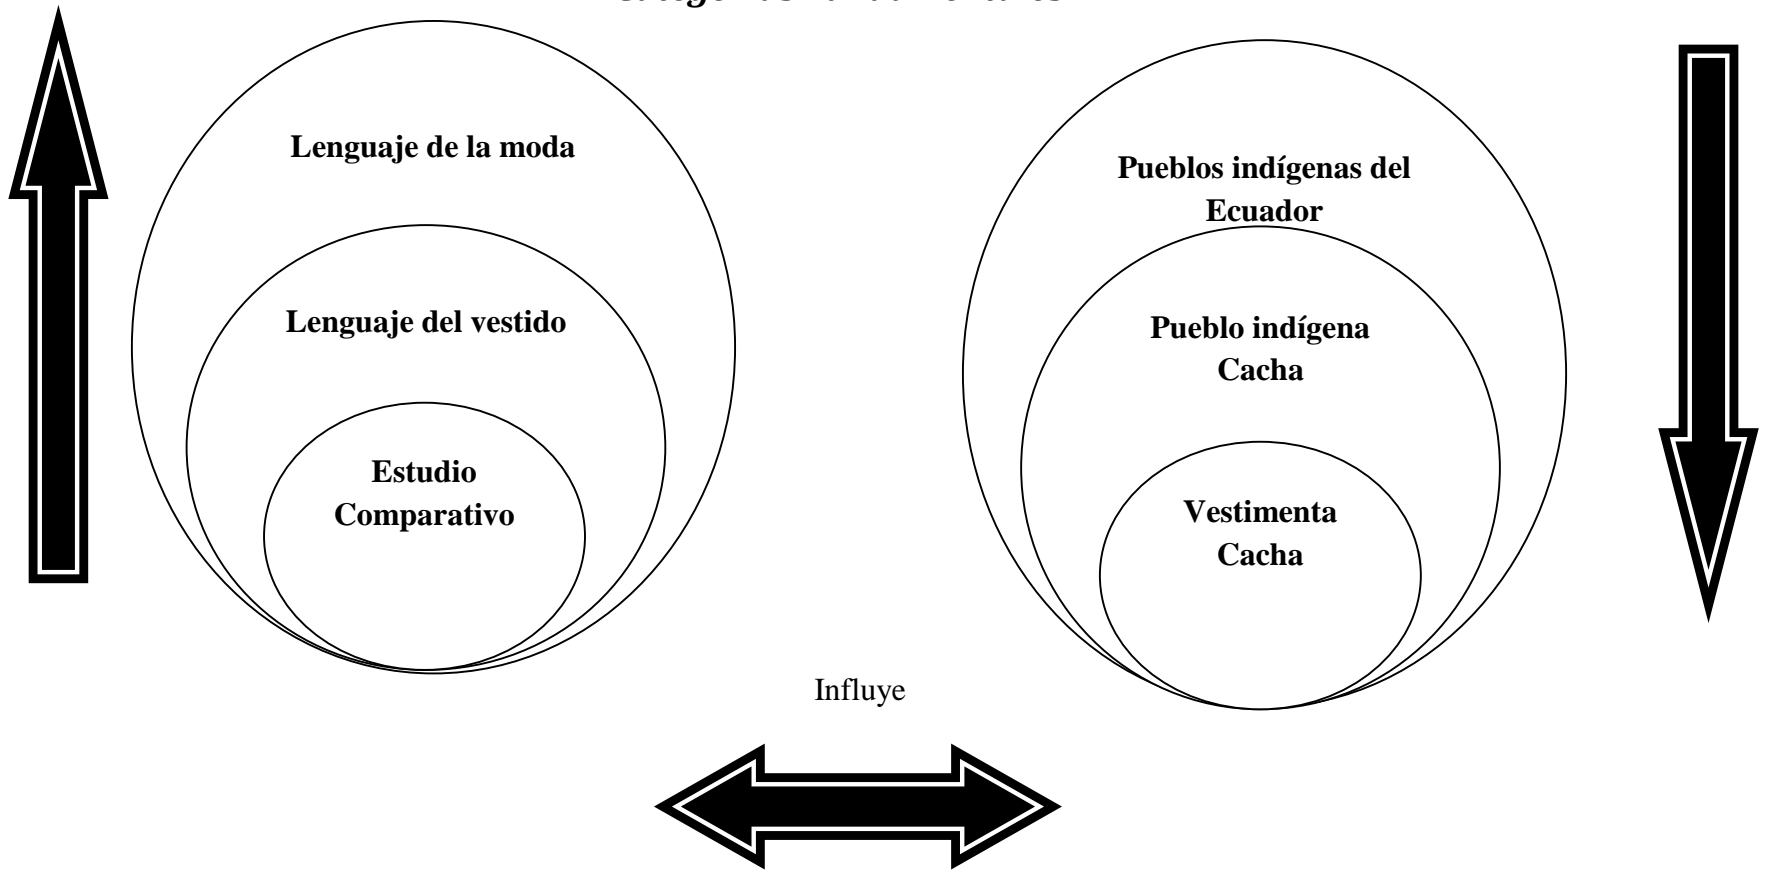 Lenguaje de la moda
Lenguaje del vestido
Estudio
Comparativo
Pueblos indígenas del
Ecuador
Pueblo indígena
Cacha
Vestimenta
Cacha
Influye